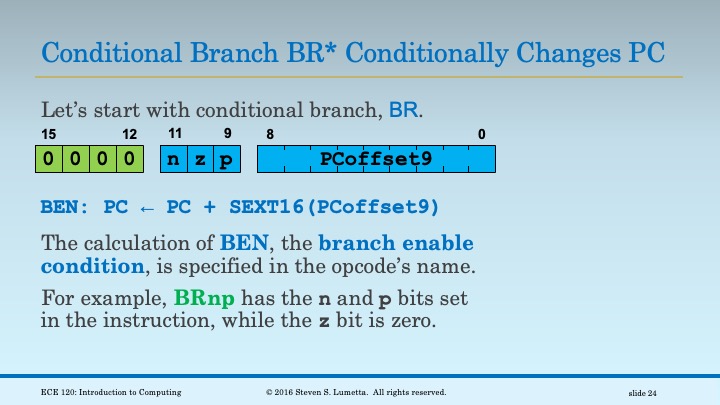 Conditional Branch BR* Conditionally Changes PC
Let's start with conditional branch, BR.
15 12 11 9 8 0
0 0 0 0 n z p PCoffset9
BEN: PC ← PC + SEXT16(PCoffset9)
The calculation of BEN, the branch enable
condition, is specified in the opcode's name.
For example, BRnp has the n and p bits set
in the instruction, while the z bit is zero.
ECE 120: Introduction to Computing © 2016 Steven S. Lumetta. All rights reserved. slide 24